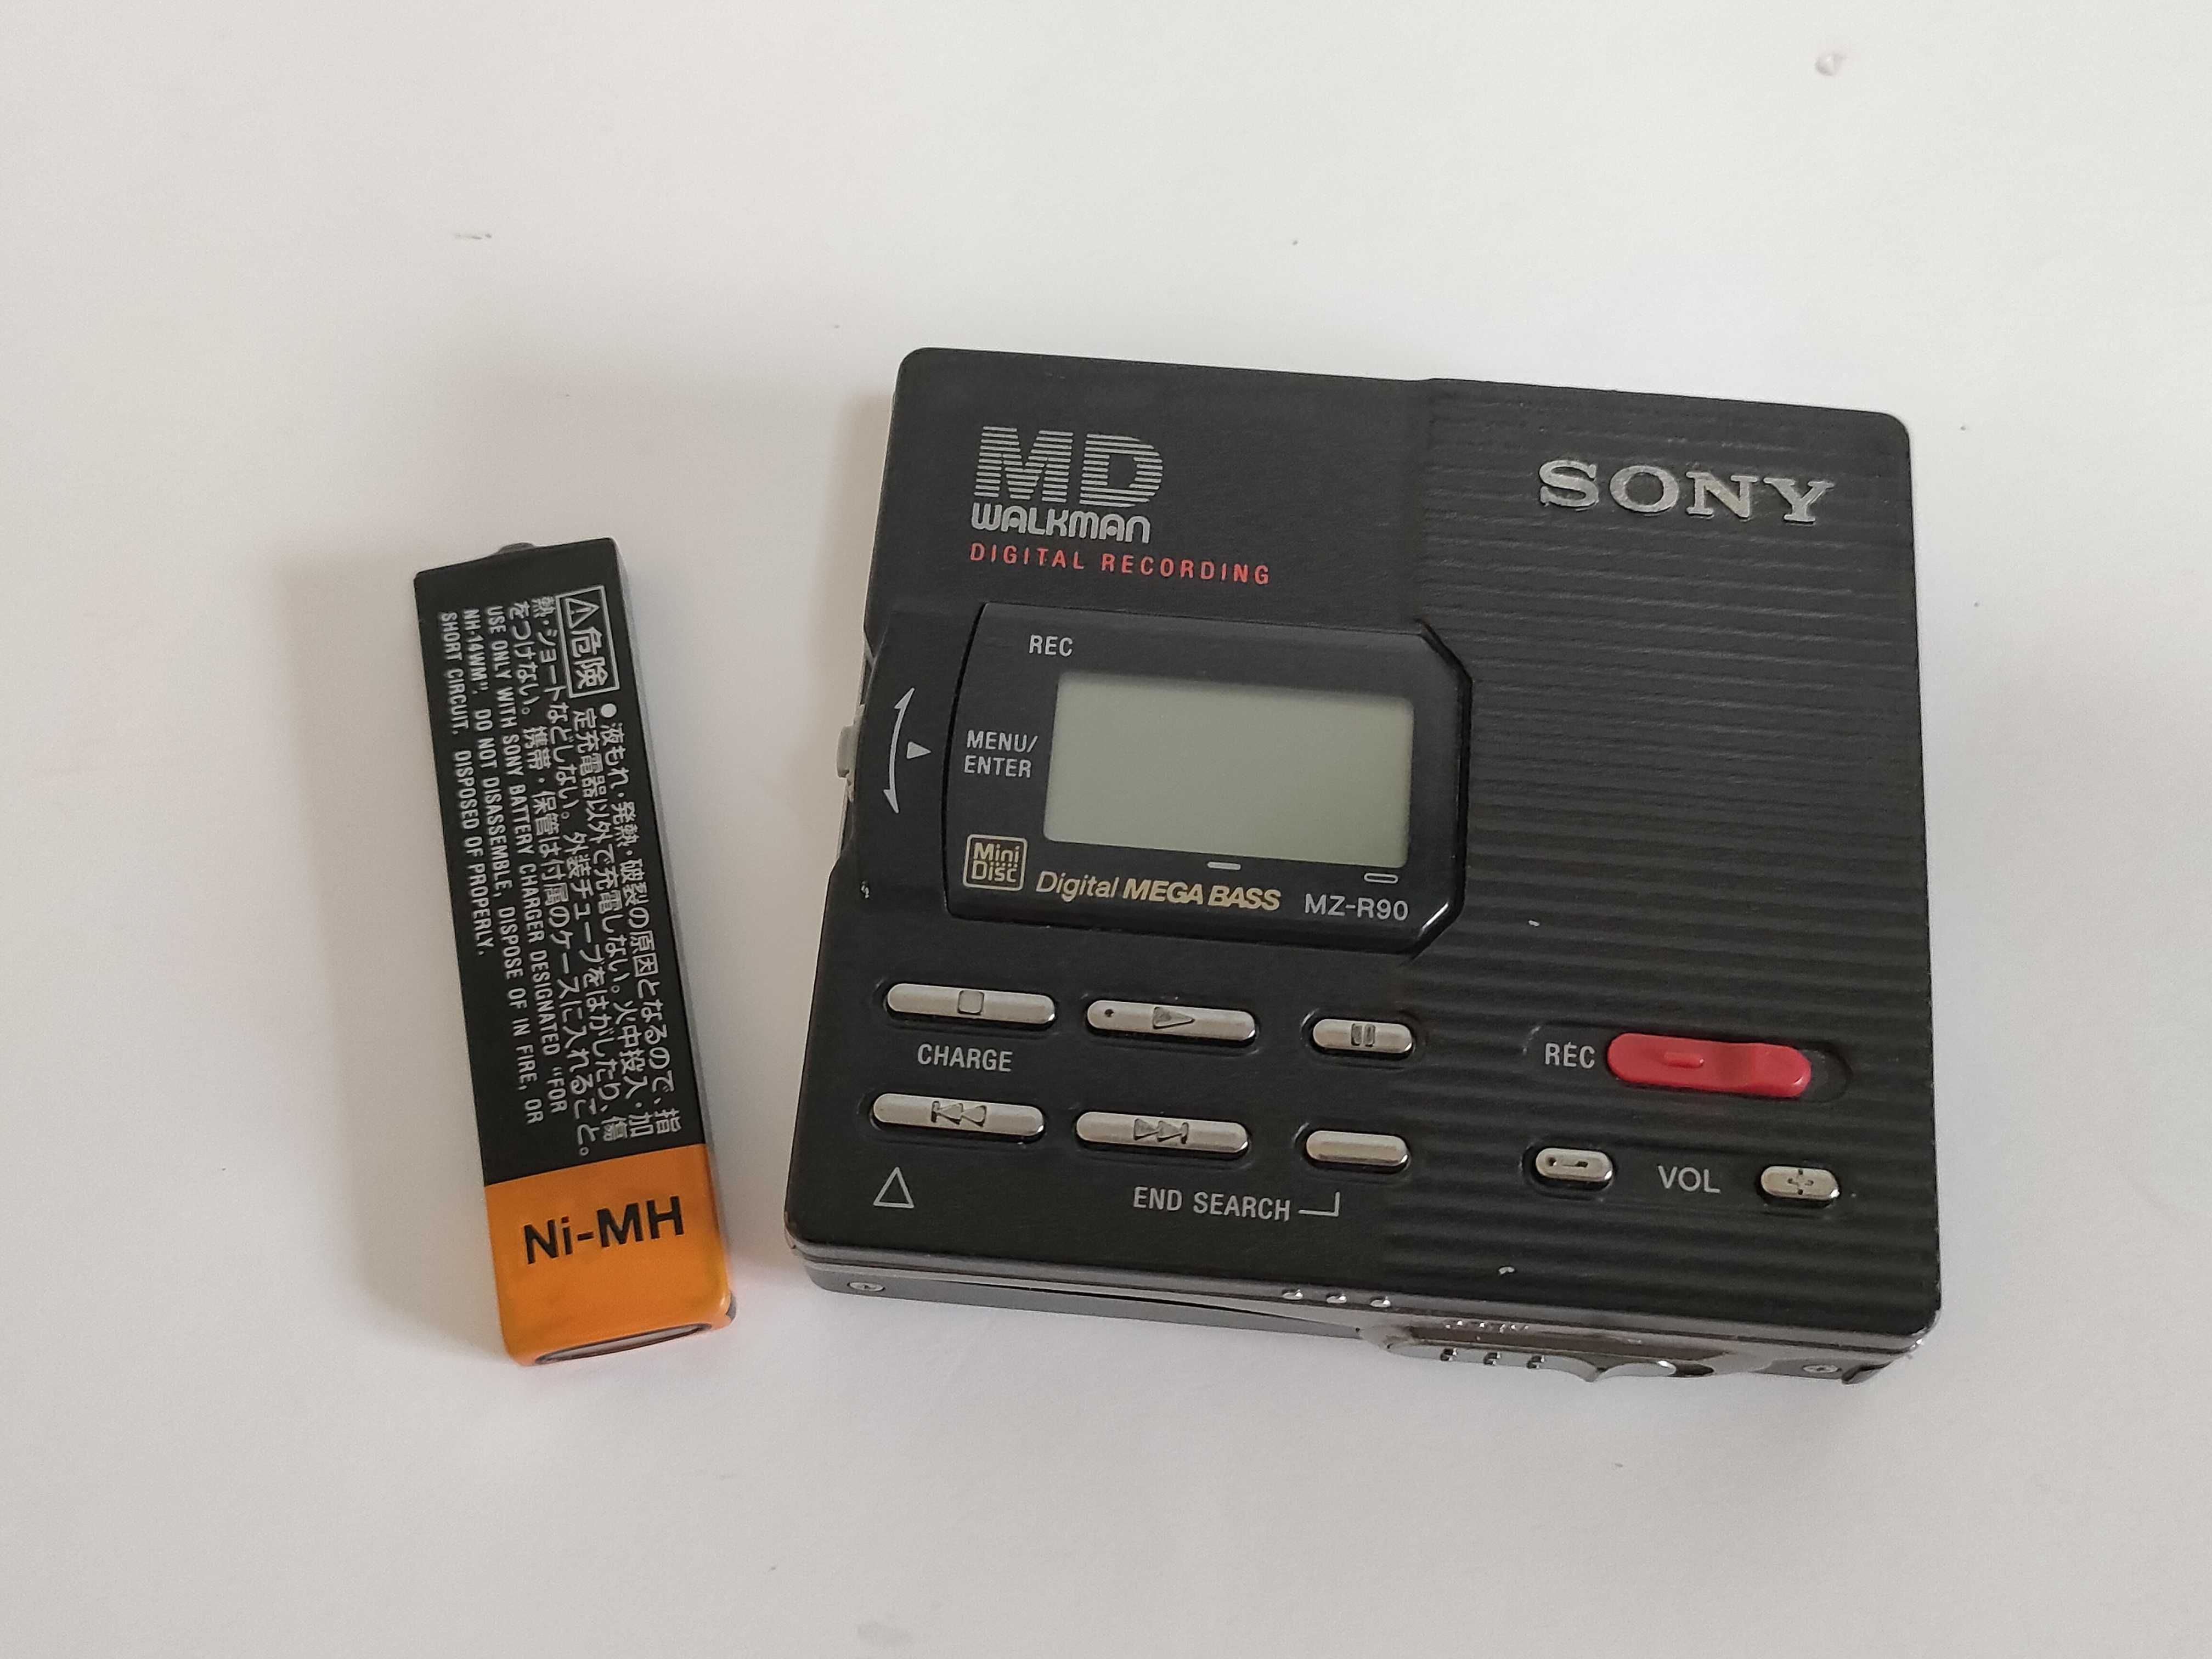 危険
●液もれ・発熱・破裂の原因となるので、指
定充電器以外で充電しない。火中投入・加
熱・ショートなどしない。外装チューブをはがしたり、傷
をつけない。携帯・保管は付属のケースに入れること。
USE ONLY WITH SONY BATTERY CHARGER DESIGNATED "FOR
NH-14WM". DO NOT DISASSEMBLE, DISPOSE OF IN FIRE, OR
SHORT CIRCUIT. DISPOSED OF PROPERLY.
Ni-MH
MD
WALKMAN
DIGITAL RECORDING
SONY
REC
MENU/
ENTER
Mini
Disc
Digital MEGA BASS
MZ-R90
CHARGE
REC
VOL
END SEARCH